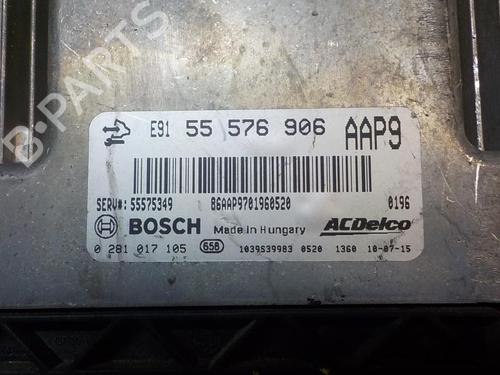 B-PARTS
E91 55 576 906 AAP9
SERV#: 55575349 86AAP9701960520 0196
BOSCH Made in Hungary ACDelco
0 281 017 105 658 1039S39983 0520 1360 10-07-15